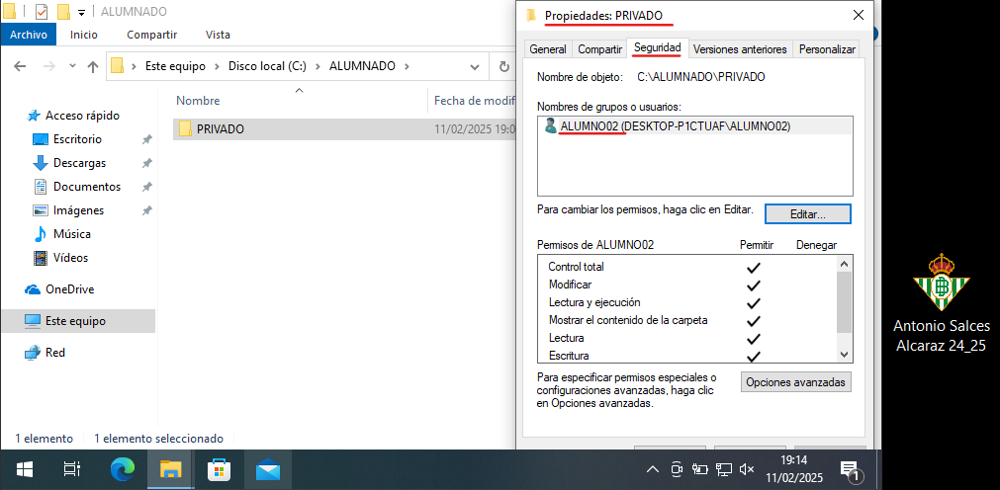 ALUMNADO
Archivo
Inicio
Compartir
Vista
Este equipo
Disco local (C:)
ALUMNADO
Nombre
Fecha de modif
PRIVADO
11/02/2025 19:0
Acceso rápido
Escritorio
Descargas
Documentos
Imágenes
Música
Vídeos
OneDrive
Este equipo
Red
1 elemento
1 elemento seleccionado
Propiedades: PRIVADO
General
Compartir
Seguridad
Versiones anteriores
Personalizar
Nombre de objeto: C:\ALUMNADO\PRIVADO
Nombres de grupos o usuarios:
ALUMNO02 (DESKTOP-P1CTUAF\ALUMNO02)
Para cambiar los permisos, haga clic en Editar.
Editar...
Permisos de ALUMNO02
Permitir
Denegar
Control total
Modificar
Lectura y ejecución
Mostrar el contenido de la carpeta
Lectura
Escritura
Para especificar permisos especiales o
configuraciones avanzadas, haga clic
en Opciones avanzadas.
Opciones avanzadas
Antonio Salces
Alcaraz 24_25
19:14
11/02/2025
1